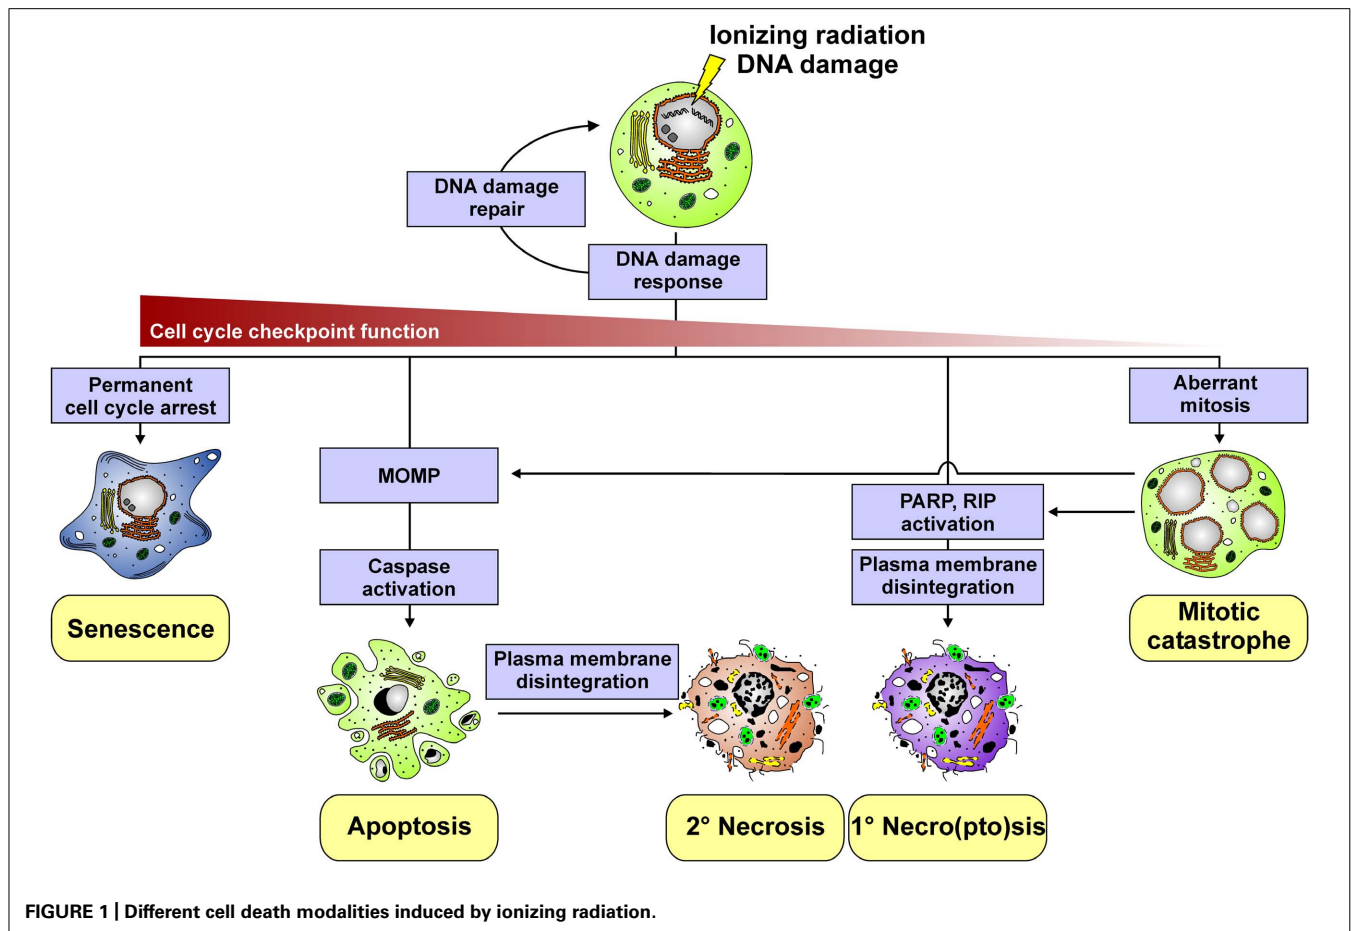 Ionizing radiation
DNA damage
DNA damage
repair
DNA damage
response
Cell cycle checkpoint function
Permanent
cell cycle arrest
Aberrant
mitosis
MOMP
PARP, RIP
activation
Caspase
activation
Plasma membrane
disintegration
Senescence
Mitotic
catastrophe
Plasma membrane
disintegration
Apoptosis
2° Necrosis
1° Necro(pto)sis
FIGURE 1 | Different cell death modalities induced by ionizing radiation.